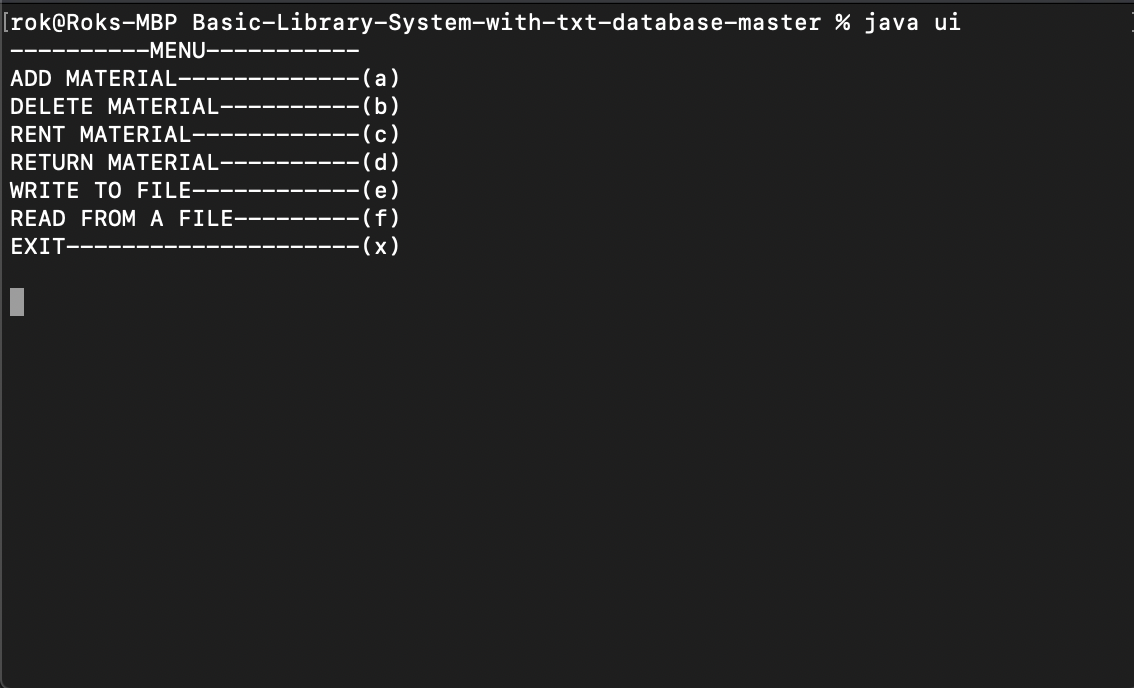 [rok@Roks-MBP Basic-Library-System-with-txt-database-master % java ui ]
----------MENU-----------
ADD MATERIAL-------------(a)
DELETE MATERIAL----------(b)
RENT MATERIAL------------(c)
RETURN MATERIAL----------(d)
WRITE TO FILE------------(e)
READ FROM A FILE---------(f)
EXIT---------------------(x)